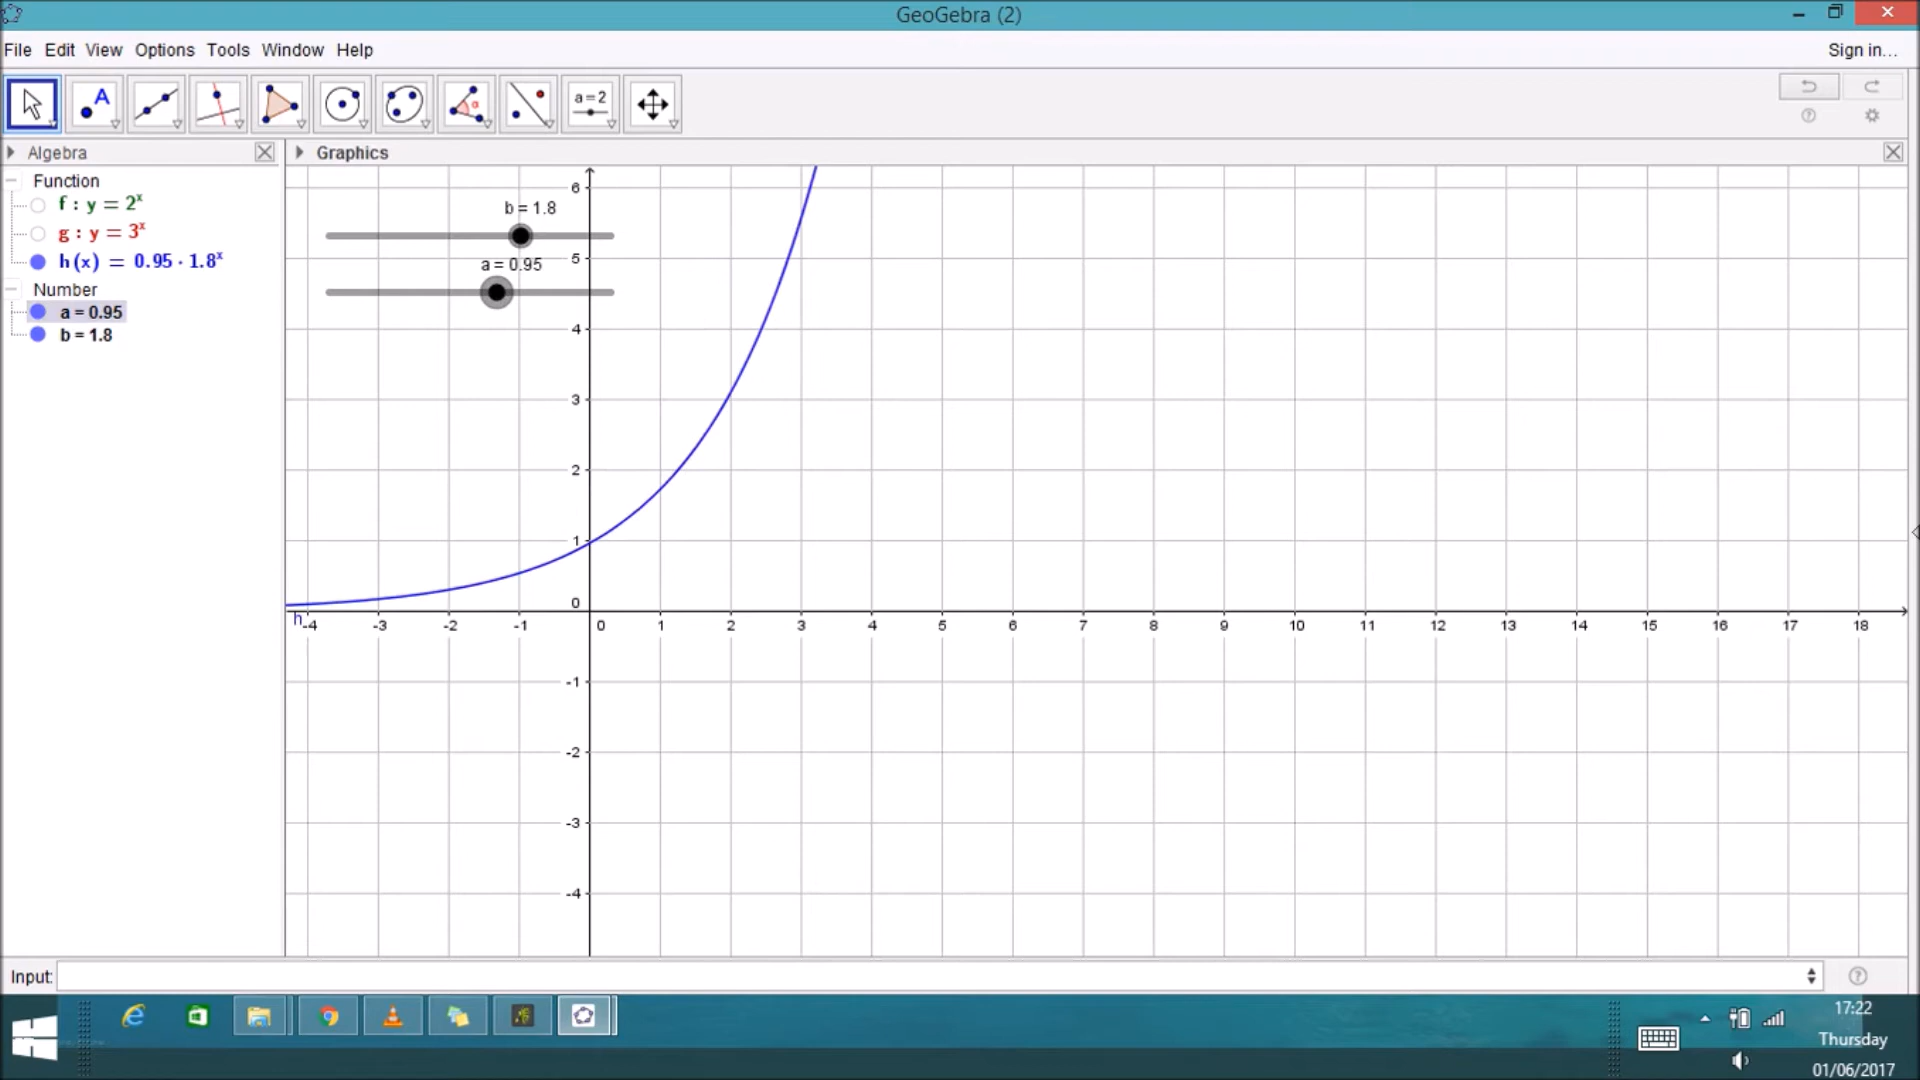 GeoGebra (2)
File Edit View Options Tools Window Help
Sign in...
A
a=2
Algebra
Graphics
Function
f : y = 2ˣ
g : y = 3ˣ
h(x) = 0.95 · 1.8ˣ
Number
a = 0.95
b = 1.8
b = 1.8
a = 0.95
6
5
4
3
2
1
0
h
-4 -3 -2 -1 0 1 2 3 4 5 6 7 8 9 10 11 12 13 14 15 16 17 18
-1
-2
-3
-4
Input:
17:22
Thursday
01/06/2017